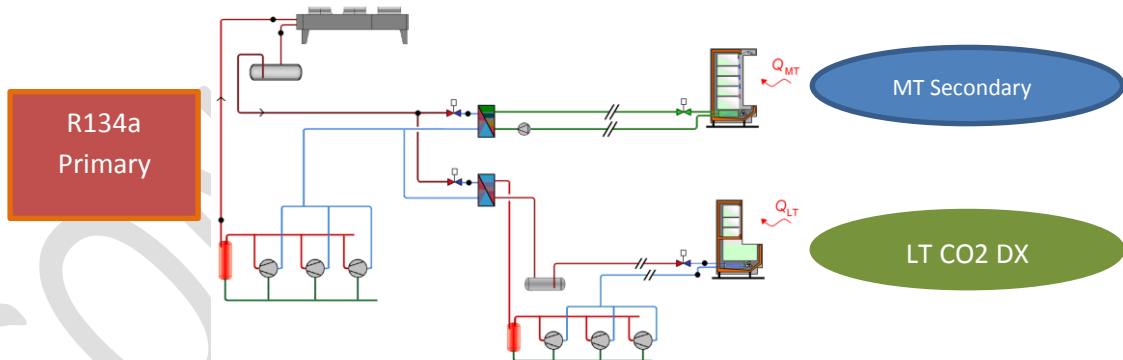 Q_MT
MT Secondary
R134a
Primary
Q_LT
LT CO2 DX